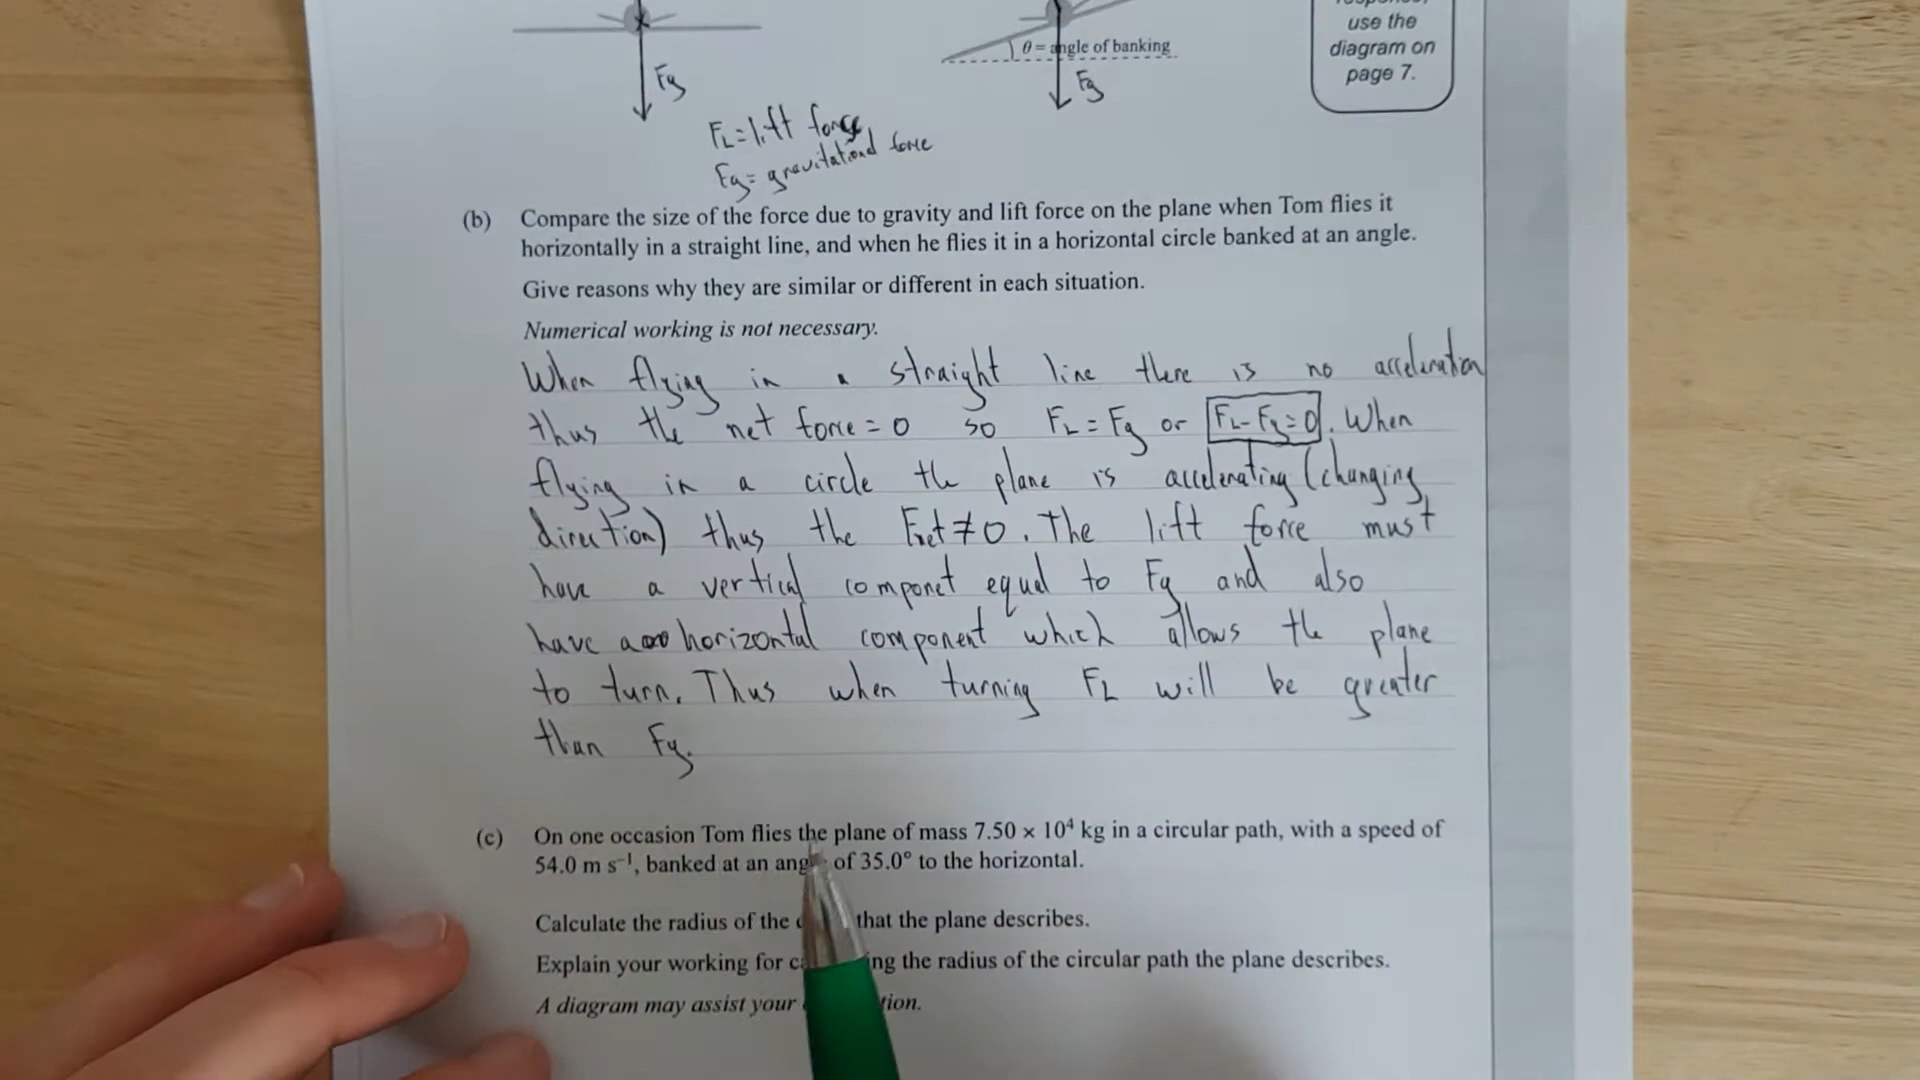 use the
diagram on
page 7.
θ = angle of banking
Fg
Fg
FL = lift force
Fg = gravitational force
(b) Compare the size of the force due to gravity and lift force on the plane when Tom flies it
horizontally in a straight line, and when he flies it in a horizontal circle banked at an angle.
Give reasons why they are similar or different in each situation.
Numerical working is not necessary.
When flying in a straight line there is no acceleration
thus the net force = 0 so FL = Fg or FL-Fg=0. When
flying in a circle the plane is accelerating (changing
direction) thus the Fnet ≠ 0. The lift force must
have a vertical componet equal to Fg and also
have a horizontal component which allows the plane
to turn. Thus when turning FL will be greater
than Fg.
(c) On one occasion Tom flies the plane of mass 7.50 × 10⁴ kg in a circular path, with a speed of
54.0 m s⁻¹, banked at an angle of 35.0° to the horizontal.
Calculate the radius of the that the plane describes.
Explain your working for the radius of the circular path the plane describes.
A diagram may assist your